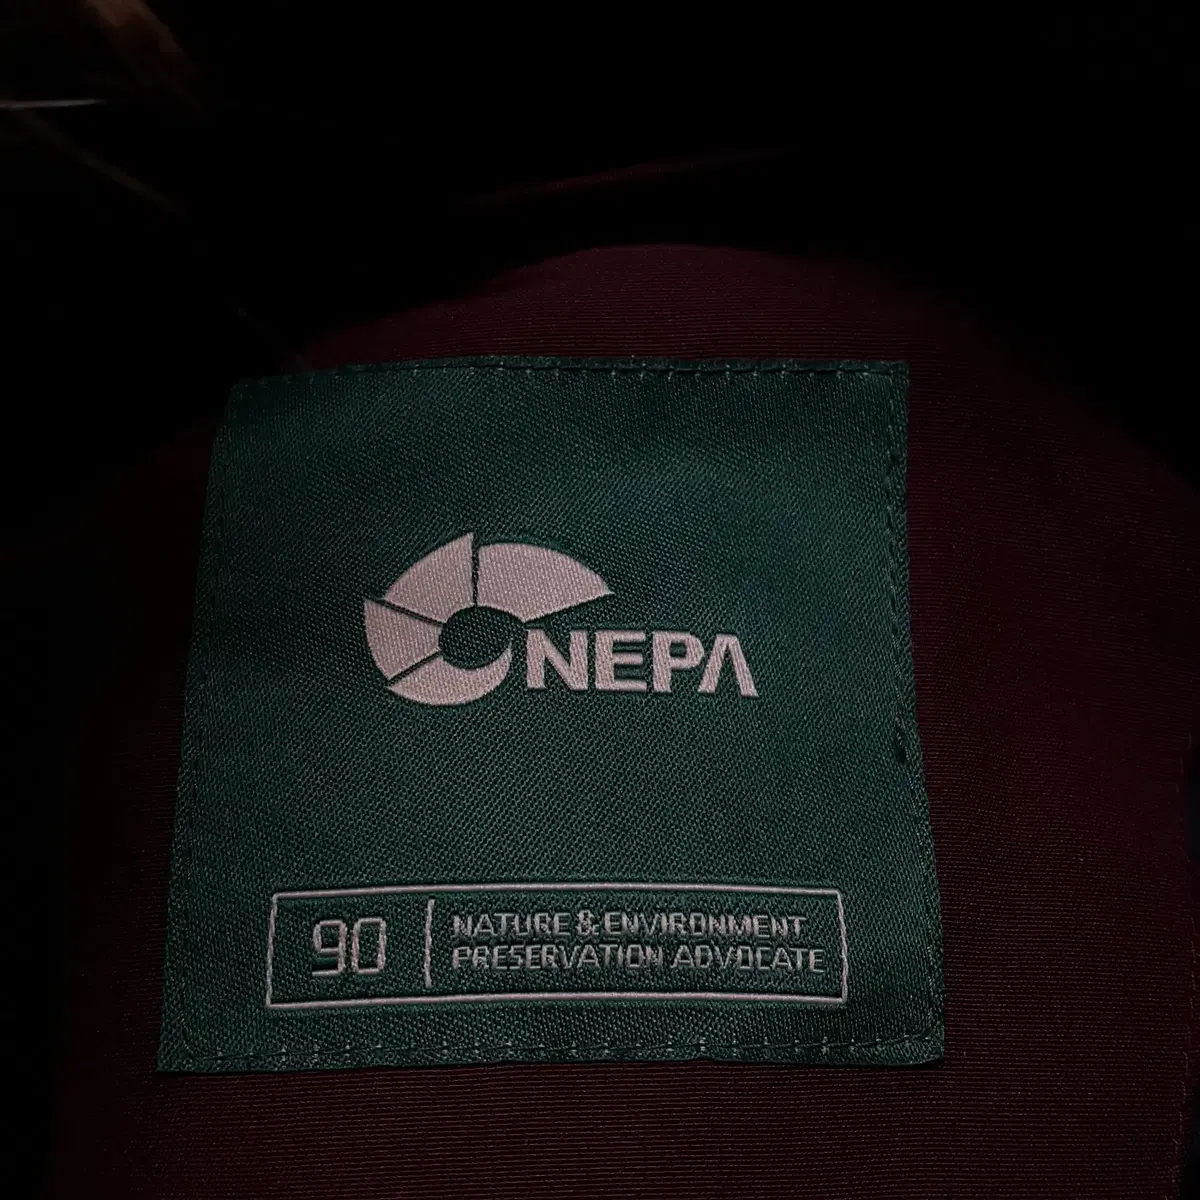 NEPA
90
NATURE & ENVIRONMENT
PRESERVATION ADVOCATE